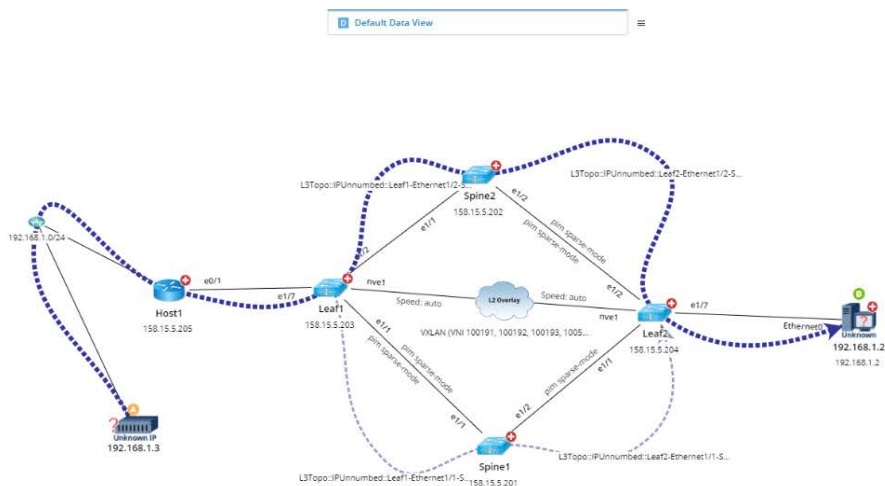 D Default Data View
L3Topo::IPUnnumbed::Leaf1-Ethernet1/2-S...
L3Topo::IPUnnumbed::Leaf2-Ethernet1/2-S...
Spine2
158.15.5.202
e1/1
e1/2
pim sparse-mode
pim sparse-mode
e1/2
192.168.1.0/24
e0/1
e1/7
Host1
158.15.5.205
nve1
Leaf1
158.15.5.203
Speed: auto
L2 Overlay
Speed: auto
nve1
VXLAN (VNI 100191, 100192, 100193, 1005...
e1/7
Leaf2
158.15.5.204
Ethernet0
B
Unknown
192.168.1.2
192.168.1.2
e1/1
pim sparse-mode
pim sparse-mode
e1/1
pim sparse-mode
e1/1
e1/2
A
?
Unknown IP
192.168.1.3
L3Topo::IPUnnumbed::Leaf2-Ethernet1/1-S...
Spine1
L3Topo::IPUnnumbed::Leaf1-Ethernet1/1-S...
158.15.5.201